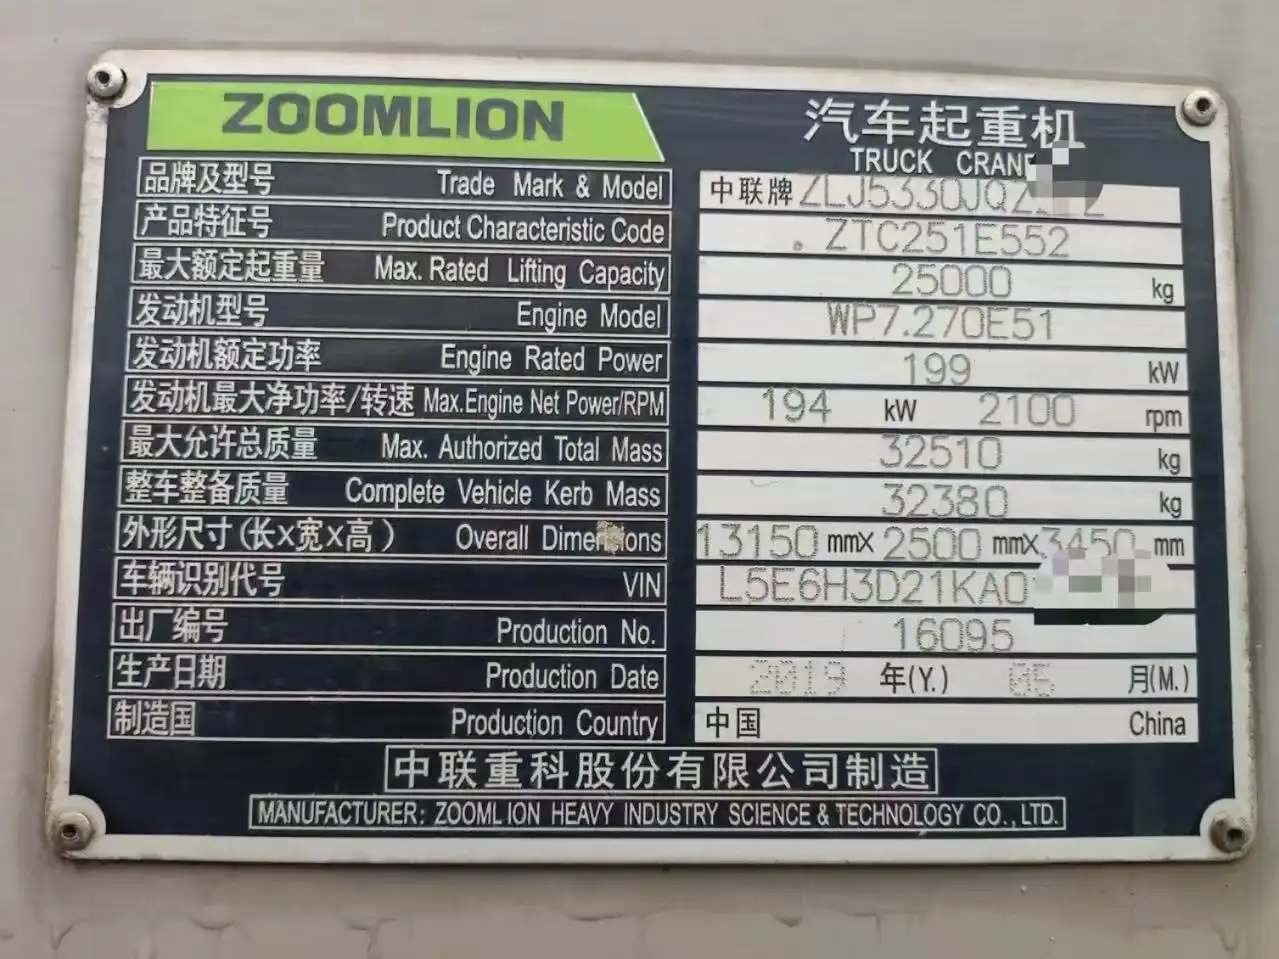 ZOOMLION
汽车起重机
TRUCK CRANE
品牌及型号 Trade Mark & Model 中联牌
产品特征号 Product Characteristic Code ZTC251E552
最大额定起重量 Max. Rated Lifting Capacity 25000 kg
发动机型号 Engine Model WP7.270E51
发动机额定功率 Engine Rated Power 199 kW
发动机最大净功率/转速 Max.Engine Net Power/RPM 194 kW 2100 rpm
最大允许总质量 Max. Authorized Total Mass 32510 kg
整车整备质量 Complete Vehicle Kerb Mass 32380 kg
外形尺寸(长X宽X高) Overall Dimensions 13150 mmX 2500 mmX 3450 mm
车辆识别代号 VIN
出厂编号 Production No. 16095
生产日期 Production Date 2019 年(Y.) 05 月(M.)
制造国 Production Country 中国 China
中联重科股份有限公司制造
MANUFACTURER: ZOOMLION HEAVY INDUSTRY SCIENCE & TECHNOLOGY CO., LTD.